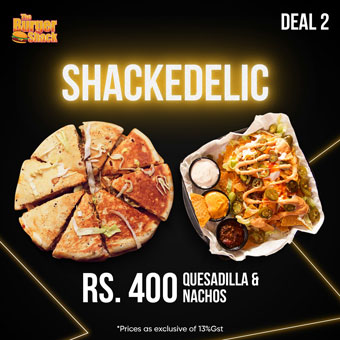 The
Burger
Shack
DEAL 2
SHACKEDELIC
RS. 400 QUESADILLA &
NACHOS
*Prices as exclusive of 13%Gst